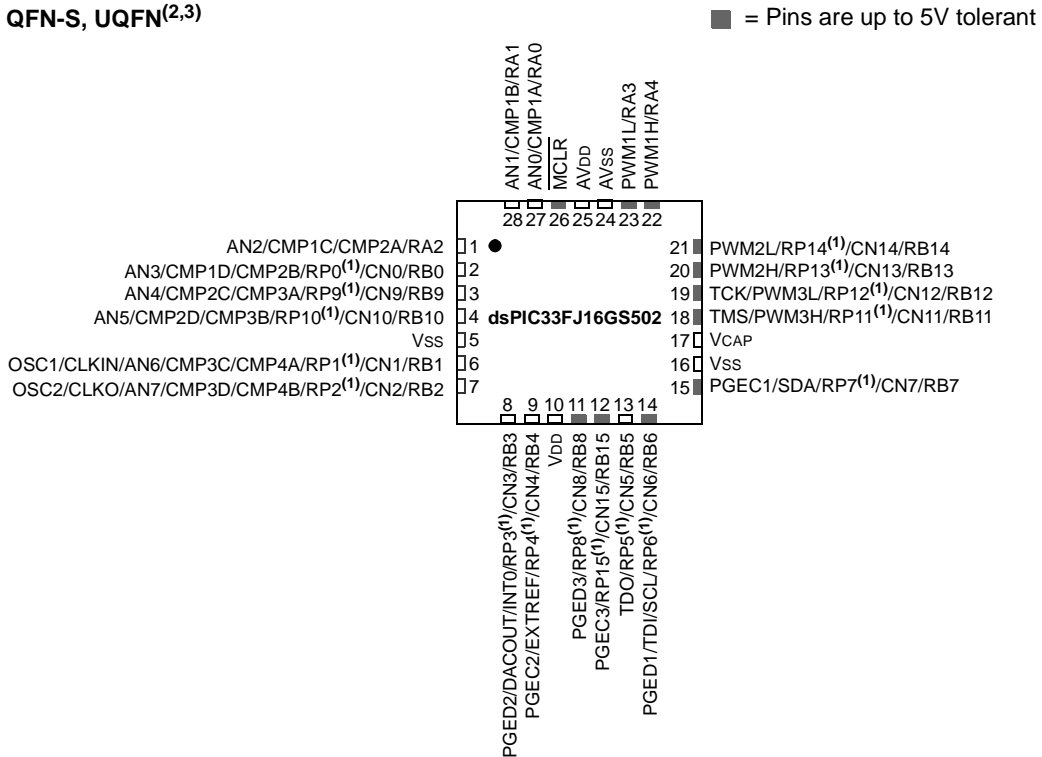 QFN-S, UQFN(2,3)
= Pins are up to 5V tolerant
AN1/CMP1B/RA1
AN0/CMP1A/RA0
MCLR
AVDD
AVSS
PWM1L/RA3
PWM1H/RA4
28 27 26 25 24 23 22
AN2/CMP1C/CMP2A/RA2 1
AN3/CMP1D/CMP2B/RP0(1)/CN0/RB0 2
AN4/CMP2C/CMP3A/RP9(1)/CN9/RB9 3
AN5/CMP2D/CMP3B/RP10(1)/CN10/RB10 4
VSS 5
OSC1/CLKIN/AN6/CMP3C/CMP4A/RP1(1)/CN1/RB1 6
OSC2/CLKO/AN7/CMP3D/CMP4B/RP2(1)/CN2/RB2 7
dsPIC33FJ16GS502
21 PWM2L/RP14(1)/CN14/RB14
20 PWM2H/RP13(1)/CN13/RB13
19 TCK/PWM3L/RP12(1)/CN12/RB12
18 TMS/PWM3H/RP11(1)/CN11/RB11
17 VCAP
16 VSS
15 PGEC1/SDA/RP7(1)/CN7/RB7
8 9 10 11 12 13 14
PGED2/DACOUT/INT0/RP3(1)/CN3/RB3
PGEC2/EXTREF/RP4(1)/CN4/RB4
VDD
PGED3/RP8(1)/CN8/RB8
PGEC3/RP15(1)/CN15/RB15
TDO/RP5(1)/CN5/RB5
PGED1/TDI/SCL/RP6(1)/CN6/RB6